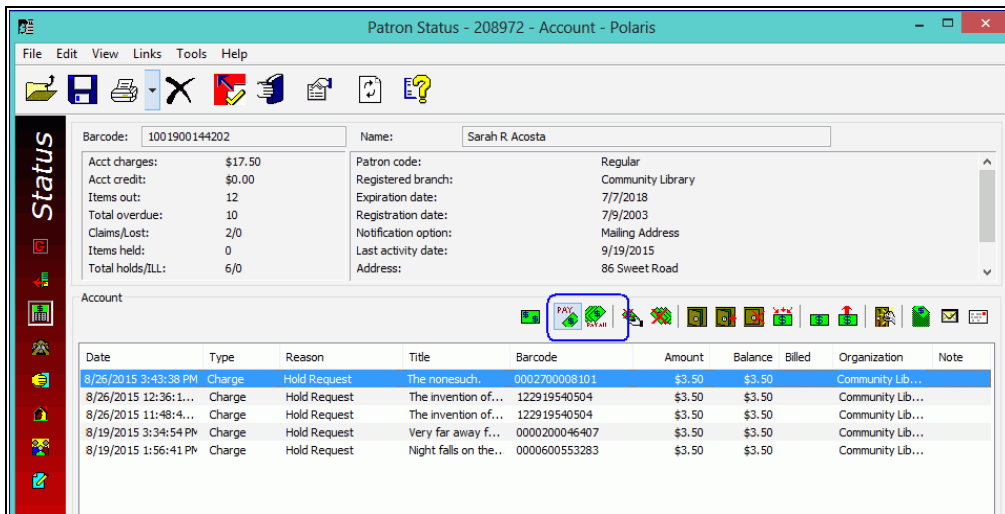 Patron Status - 208972 - Account - Polaris
File Edit View Links Tools Help
Status
Barcode: 1001900144202 Name: Sarah R Acosta
Acct charges: $17.50 Patron code: Regular
Acct credit: $0.00 Registered branch: Community Library
Items out: 12 Expiration date: 7/7/2018
Total overdue: 10 Registration date: 7/9/2003
Claims/Lost: 2/0 Notification option: Mailing Address
Items held: 0 Last activity date: 9/19/2015
Total holds/ILL: 6/0 Address: 86 Sweet Road
Account
PAY PAY All
Date Type Reason Title Barcode Amount Balance Billed Organization Note
8/26/2015 3:43:38 PM Charge Hold Request The nonesuch. 0002700008101 $3.50 $3.50 Community Lib...
8/26/2015 12:36:1... Charge Hold Request The invention of... 122919540504 $3.50 $3.50 Community Lib...
8/26/2015 11:48:4... Charge Hold Request The invention of... 122919540504 $3.50 $3.50 Community Lib...
8/19/2015 3:34:54 PM Charge Hold Request Very far away f... 0000200046407 $3.50 $3.50 Community Lib...
8/19/2015 1:56:41 PM Charge Hold Request Night falls on the... 0000600553283 $3.50 $3.50 Community Lib...